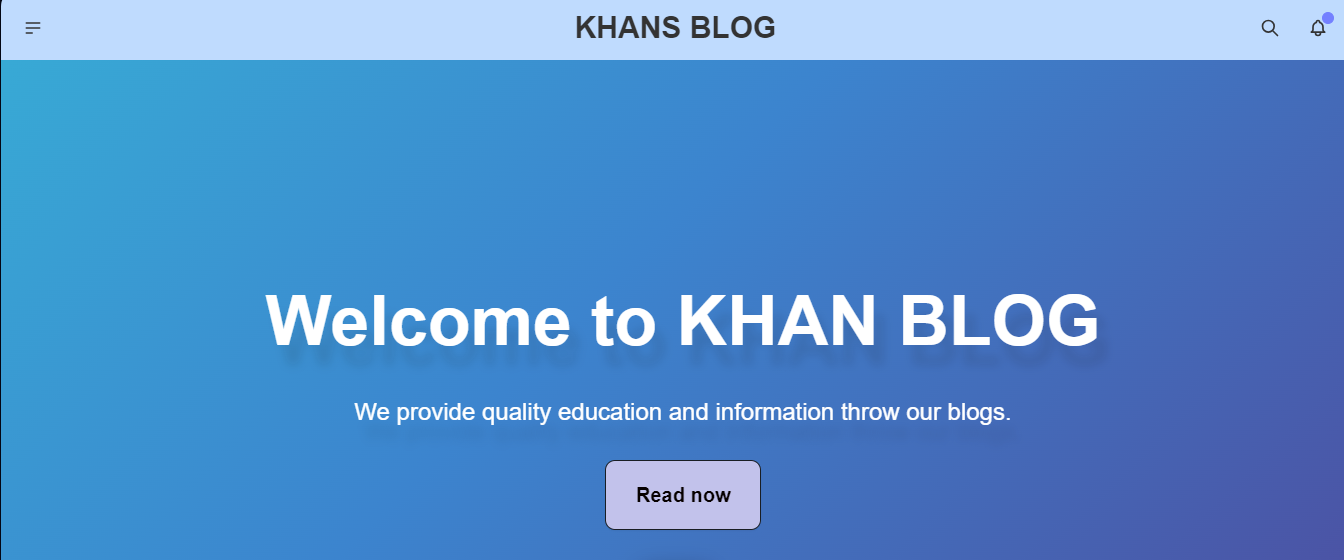 KHANS BLOG
Welcome to KHAN BLOG
We provide quality education and information throw our blogs.
Read now